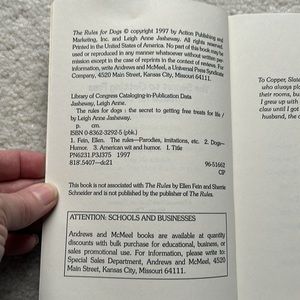 The Rules for Dogs © copyright 1997 by Action Publishing and
Marketing, Inc. and Leigh Anne Jasheway. All rights reserved.
Printed in the United States of America. No part of this book may be
used or reproduced in any manner whatsoever without written per-
mission except in the case of reprints in the context of reviews. For
information, write Andrews and McMeel, a Universal Press Syndicate
Company, 4520 Main Street, Kansas City, Missouri 64111.
Library of Congress Cataloging-in-Publication Data
Jasheway, Leigh Anne.
The rules for dogs : the secret to getting free treats for life /
by Leigh Anne Jasheway.
p. cm
ISBN 0-8362-3292-5 (pbk.)
1. Fein, Ellen. The rules—Parodies, imitations, etc. 2. Dogs—
Humor. 3. American wit and humor. I. Title
PN6231.P3J375 1997
818'.5407—dc21 96-51662
CIP
This book is not associated with The Rules by Ellen Fein and Sherrie
Schneider and is not published by the publisher of The Rules.
ATTENTION: SCHOOLS AND BUSINESSES
Andrews and McMeel books are available at quantity
discounts with bulk purchase for educational, business, or
sales promotional use. For information, please write to:
Special Sales Department, Andrews and McMeel, 4520
Main Street, Kansas City, Missouri 64111.
To Copper, Slat
who always pl
their rooms, bu
I went off to
class until I got
husband, the